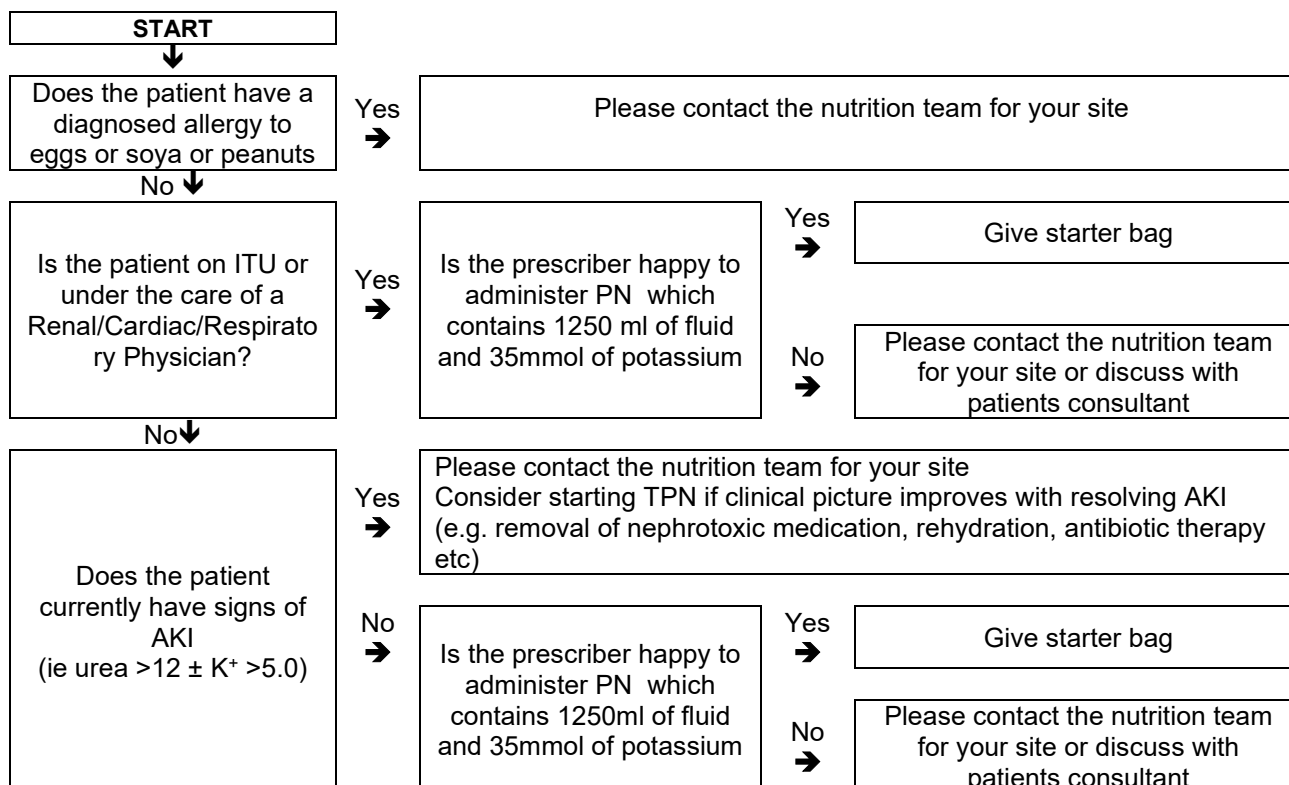 START
Does the patient have a
diagnosed allergy to
eggs or soya or peanuts
Yes
Please contact the nutrition team for your site
No
Is the patient on ITU or
under the care of a
Renal/Cardiac/Respirato
ry Physician?
Yes
Is the prescriber happy to
administer PN which
contains 1250 ml of fluid
and 35mmol of potassium
Yes
Give starter bag
No
Please contact the nutrition team
for your site or discuss with
patients consultant
No
Does the patient
currently have signs of
AKI
(ie urea >12 ± K⁺ >5.0)
Yes
Please contact the nutrition team for your site
Consider starting TPN if clinical picture improves with resolving AKI
(e.g. removal of nephrotoxic medication, rehydration, antibiotic therapy
etc)
No
Is the prescriber happy to
administer PN which
contains 1250ml of fluid
and 35mmol of potassium
Yes
Give starter bag
No
Please contact the nutrition team
for your site or discuss with
patients consultant